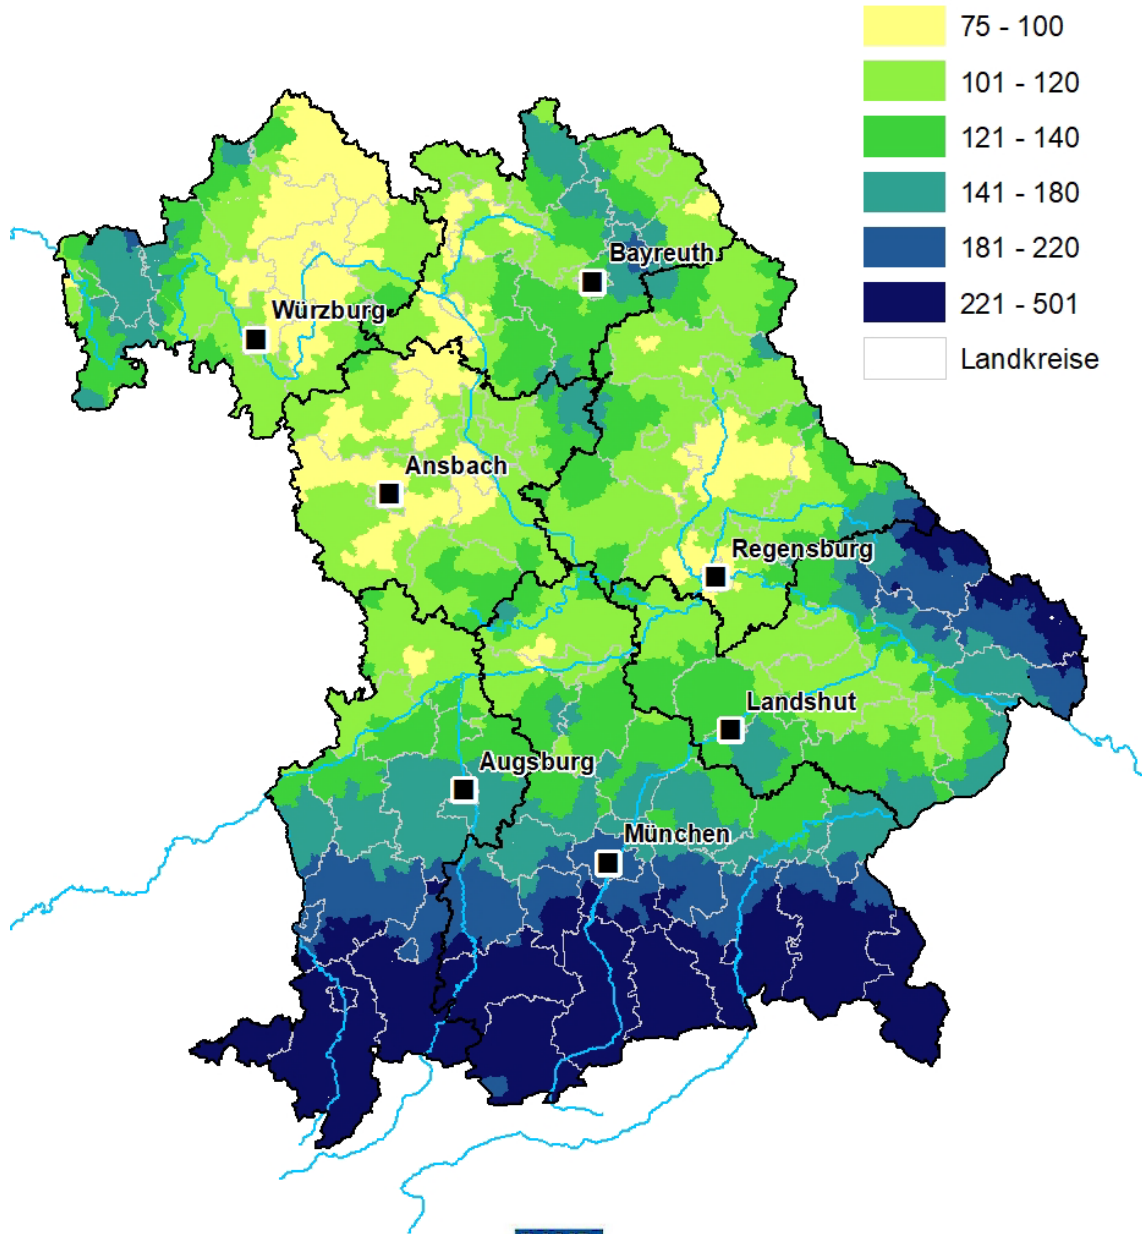 75 - 100
101 - 120
121 - 140
141 - 180
181 - 220
221 - 501
Landkreise
Bayreuth
Würzburg
Ansbach
Regensburg
Landshut
Augsburg
München